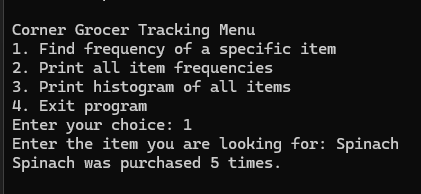 Corner Grocer Tracking Menu
1. Find frequency of a specific item
2. Print all item frequencies
3. Print histogram of all items
4. Exit program
Enter your choice: 1
Enter the item you are looking for: Spinach
Spinach was purchased 5 times.